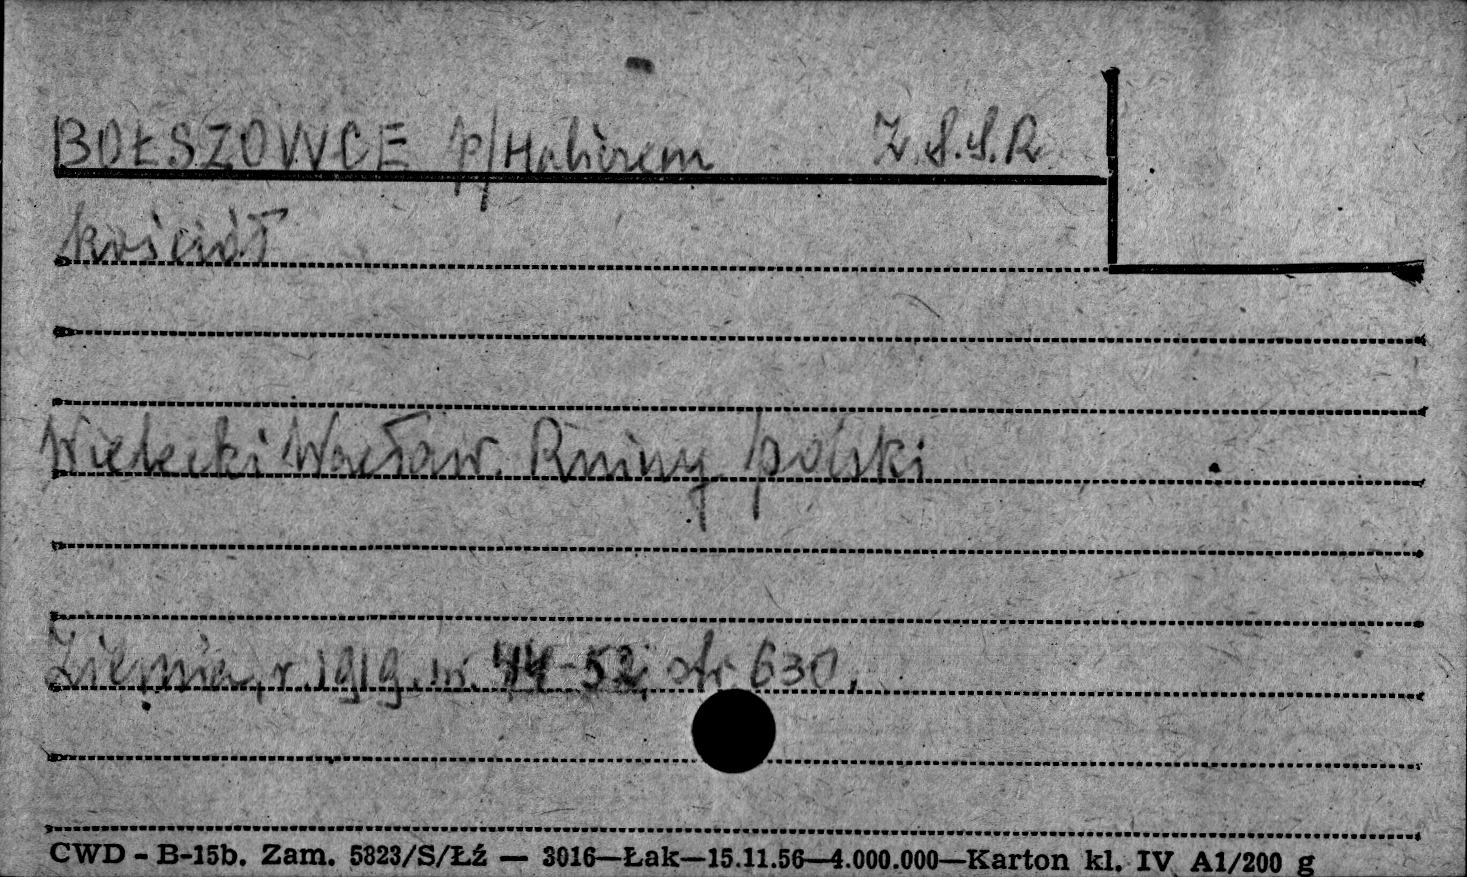 BOŁSZOWCE p/Haliczem Z.S.S.R
kościół
Wielecki Wacław. Ruiny polski
Ziemia, r. 1919. nr. 44-52, str 630.
CWD - B-15b. Zam. 5823/S/Łź — 3016—Łak—15.11.56—4.000.000—Karton kl. IV A1/200 g